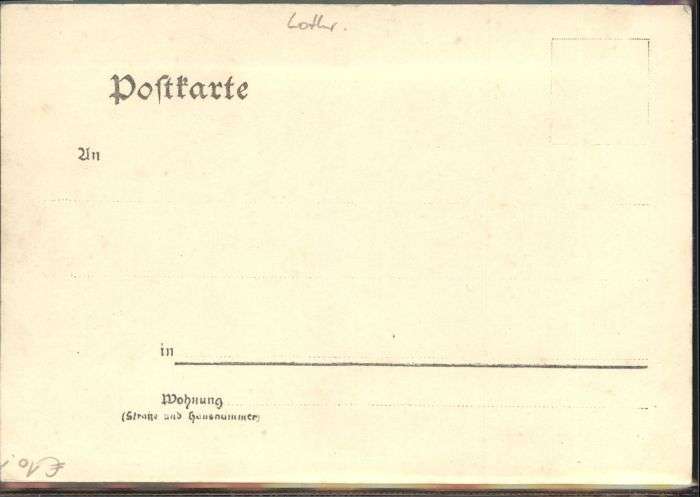 Lothr.
Postkarte
An
in
Wohnung
(Straße und Hausnummer)